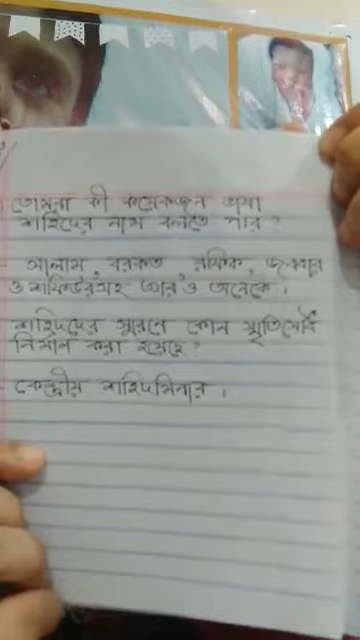 তোমরা কী কয়েকজন ভাষা
শহিদের নাম বলতে পার?
- সালাম, বরকত, রফিক, জব্বার
ও শফিউরসহ আরও অনেকে।
শহিদদের স্মরণে কোন স্মৃতিসৌধ
নির্মান করা হয়েছে?
- কেন্দ্রীয় শহিদমিনার।